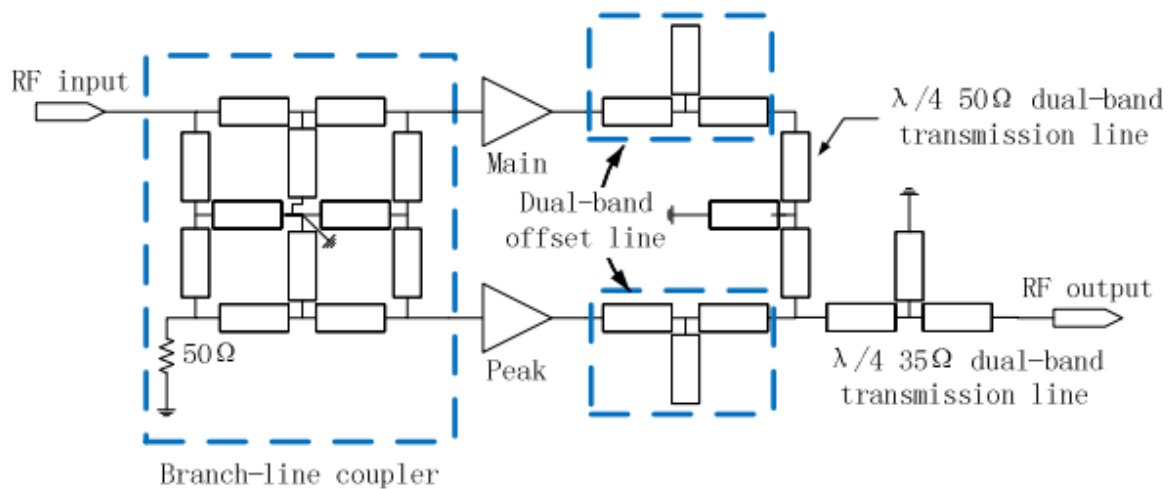 RF input
λ/4 50Ω dual-band
transmission line
Main
Dual-band
offset line
RF output
50Ω
Peak
λ/4 35Ω dual-band
transmission line
Branch-line coupler